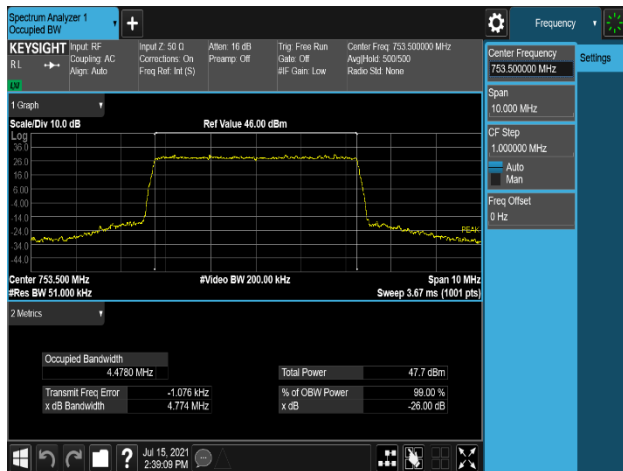 Spectrum Analyzer 1
Occupied BW
+
Frequency
KEYSIGHT
R L
Input: RF
Coupling: AC
Align: Auto
Input Z: 50 Ω
Corrections: On
Freq Ref: Int (S)
Atten: 16 dB
Preamp: Off
Trig: Free Run
Gate: Off
#IF Gain: Low
Center Freq: 753.500000 MHz
Avg|Hold: 500/500
Radio Std: None
Center Frequency
753.500000 MHz
Settings
Span
10.000 MHz
CF Step
1.000000 MHz
Auto
Man
Freq Offset
0 Hz
1 Graph
Scale/Div 10.0 dB
Ref Value 46.00 dBm
Log
36.0
26.0
16.0
6.00
-4.00
-14.0
-24.0
-34.0
-44.0
PEAK
Center 753.500 MHz
#Video BW 200.00 kHz
Span 10 MHz
#Res BW 51.000 kHz
Sweep 3.67 ms (1001 pts)
2 Metrics
Occupied Bandwidth
4.4780 MHz
Total Power
47.7 dBm
Transmit Freq Error
-1.076 kHz
% of OBW Power
99.00 %
x dB Bandwidth
4.774 MHz
x dB
-26.00 dB
?
Jul 15, 2021
2:39:09 PM